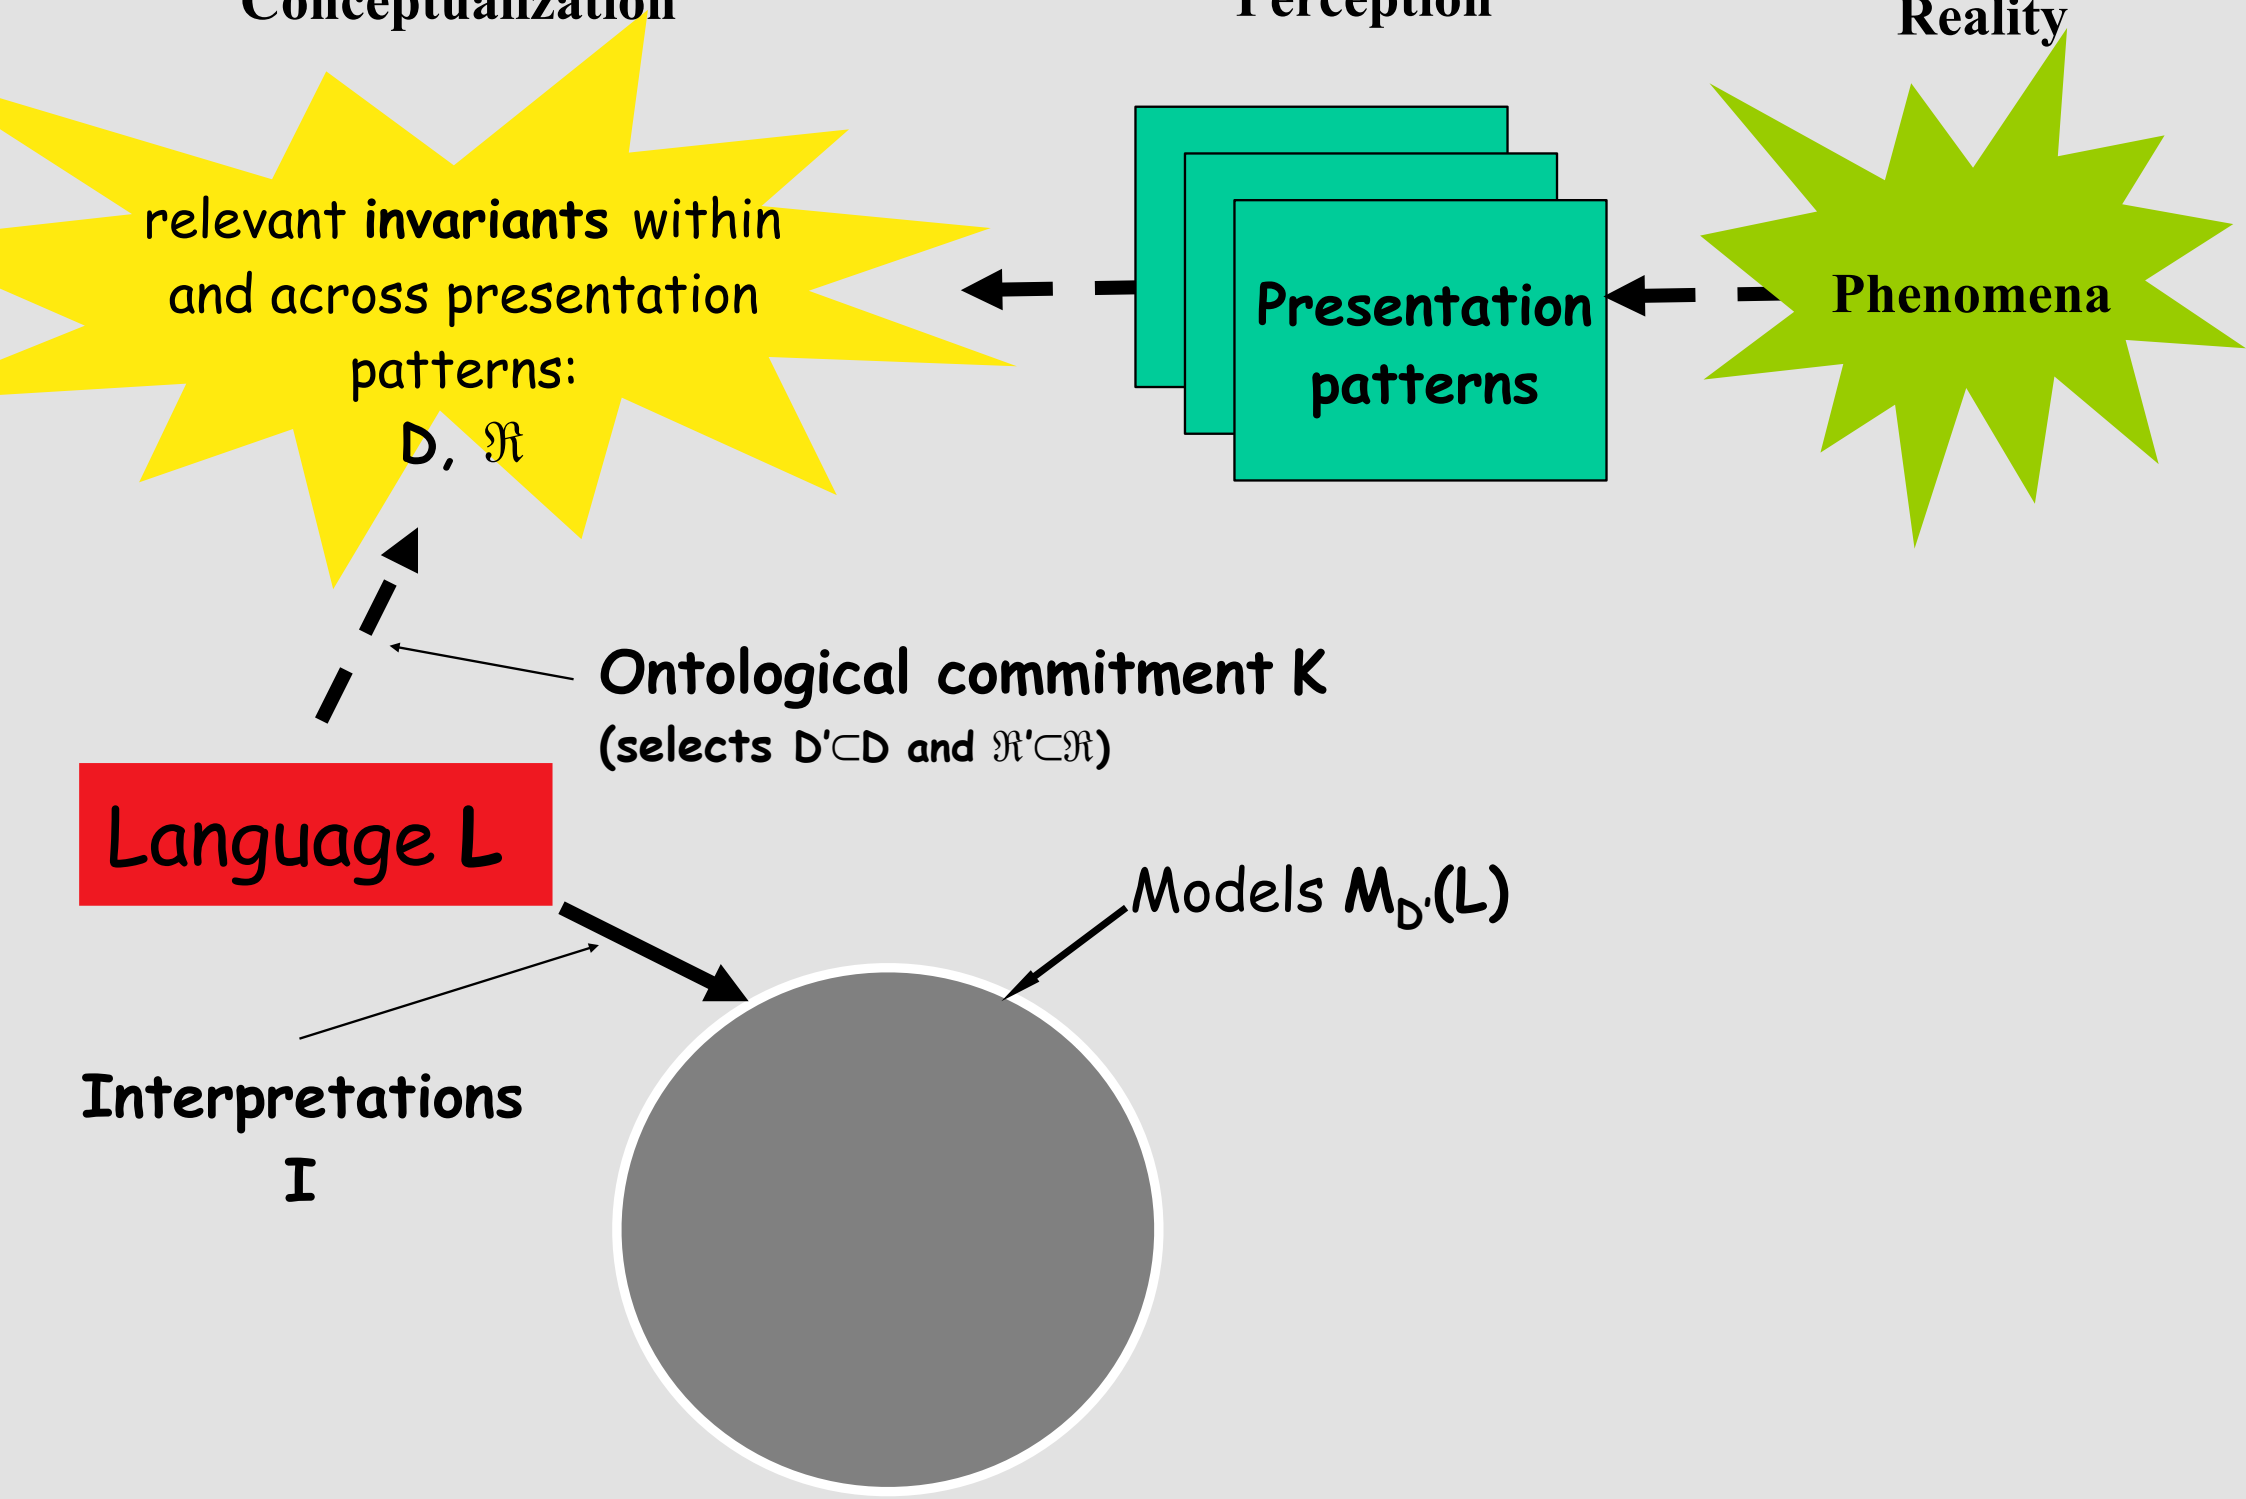 Conceptualization
Perception
Reality
relevant invariants within
and across presentation
patterns:
D, ℜ
Presentation
patterns
Phenomena
Ontological commitment K
(selects D'⊂D and ℜ'⊂ℜ)
Language L
Models M_D'(L)
Interpretations
I